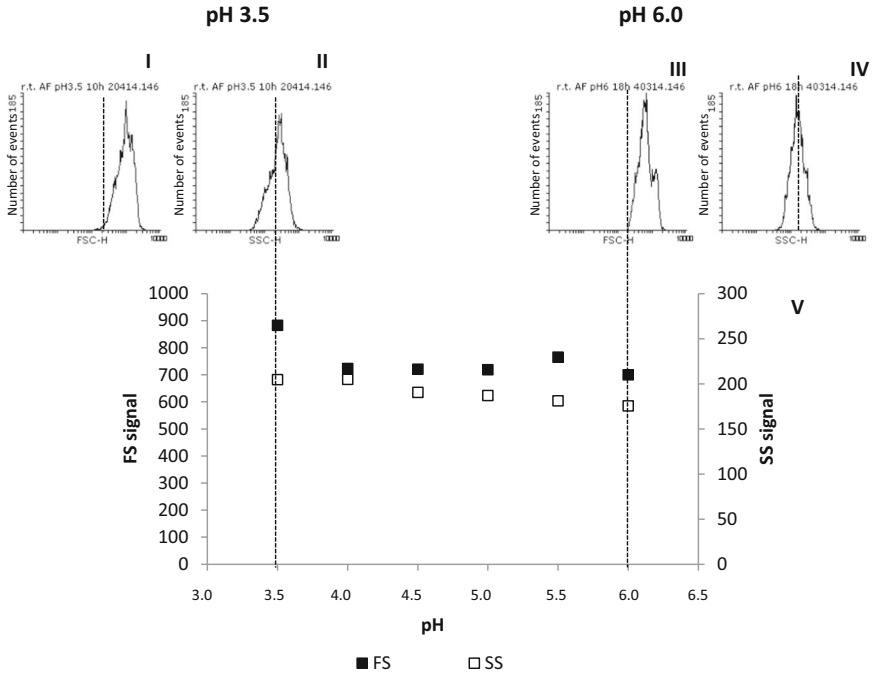 pH 3.5
pH 6.0
I
II
III
IV
r.t. AF pH3.5 10h 20414.146
r.t. AF pH3.5 10h 20414.146
r.t. AF pH6 18h 40314.146
r.t. AF pH6 18h 40314.146
Number of events
185
Number of events
185
Number of events
185
Number of events
185
FSC-H
10000
SSC-H
10000
FSC-H
10000
SSC-H
10000
V
1000
900
800
700
600
500
400
300
200
100
0
FS signal
300
250
200
150
100
50
0
SS signal
3.0
3.5
4.0
4.5
5.0
5.5
6.0
6.5
pH
FS
SS